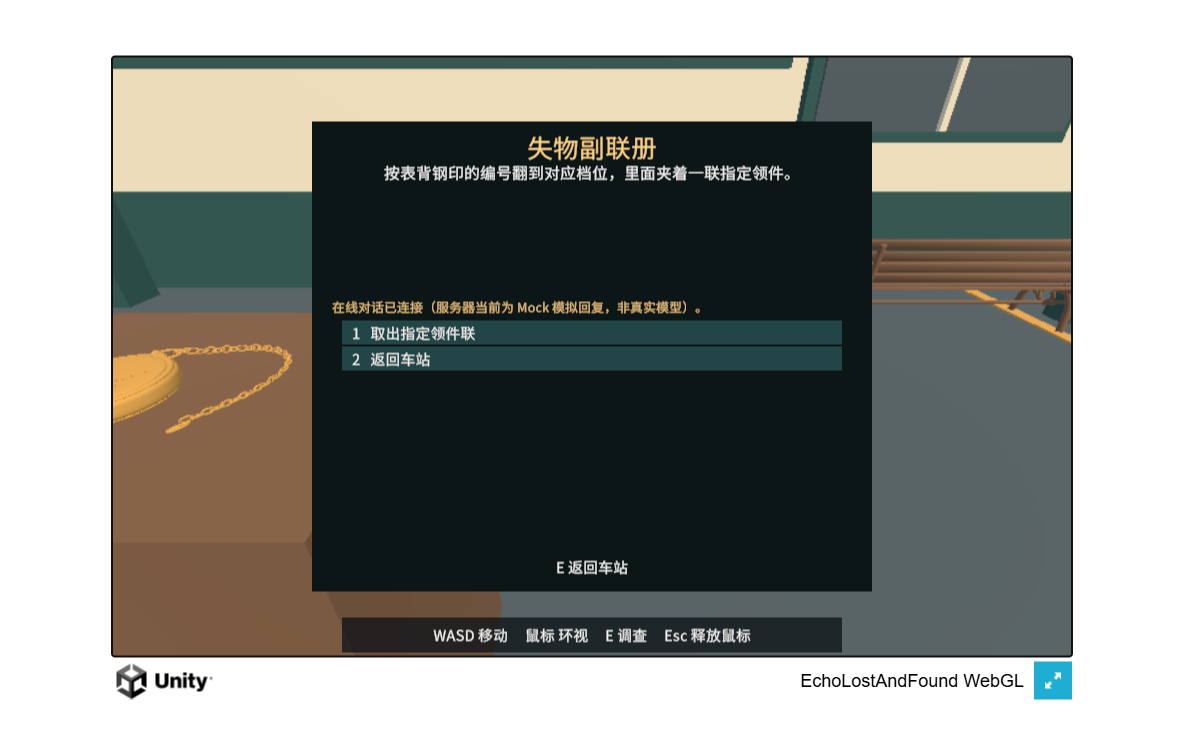 失物副联册
按表背钢印的编号翻到对应档位，里面夹着一联指定领件。
在线对话已连接（服务器当前为 Mock 模拟回复，非真实模型）。
1 取出指定领件联
2 返回车站
E 返回车站
WASD 移动 鼠标 环视 E 调查 Esc 释放鼠标
Unity
EchoLostAndFound WebGL